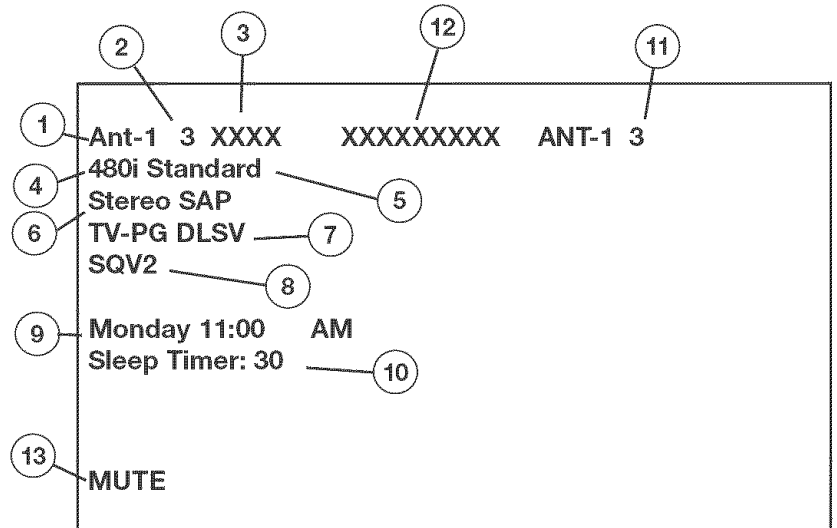 2 3 12 11
1 Ant-1 3 XXXX XXXXXXXXX ANT-1 3
4 480i Standard 5
6 Stereo SAP
TV-PG DLSV 7
SQV2 8
9 Monday 11:00 AM
Sleep Timer: 30 10
13 MUTE